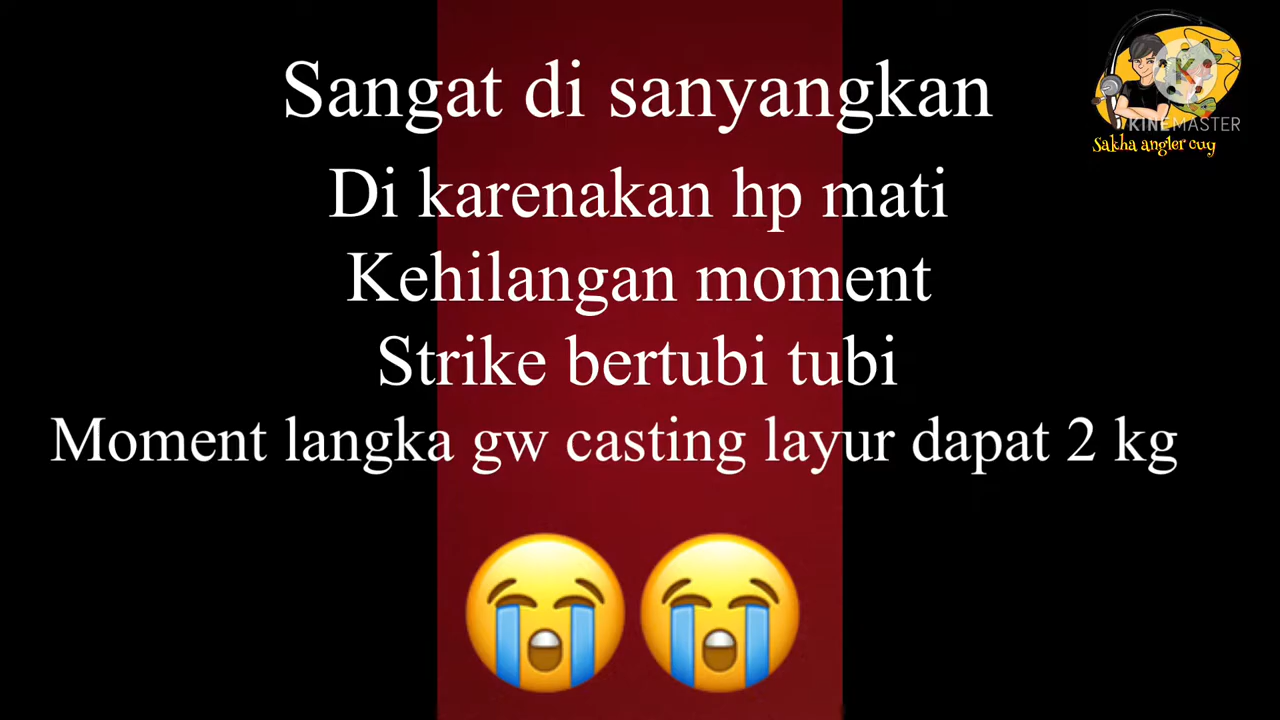 Sangat di sanyangkan
Di karenakan hp mati
Kehilangan moment
Strike bertubi tubi
Moment langka gw casting layur dapat 2 kg
K
KINEMASTER
Sakha angler cuy